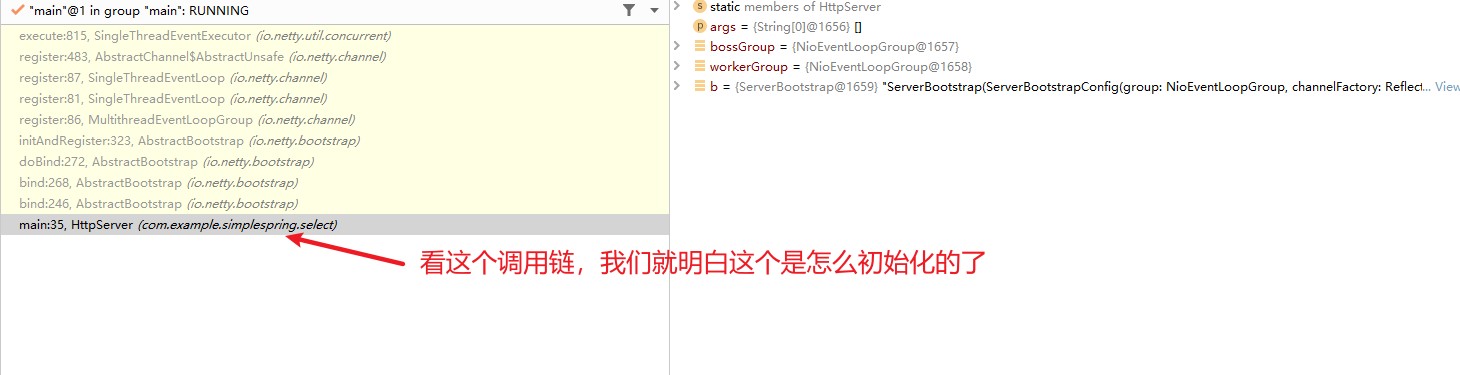 "main"@1 in group "main": RUNNING
execute:815, SingleThreadEventExecutor (io.netty.util.concurrent)
register:483, AbstractChannel$AbstractUnsafe (io.netty.channel)
register:87, SingleThreadEventLoop (io.netty.channel)
register:81, SingleThreadEventLoop (io.netty.channel)
register:86, MultithreadEventLoopGroup (io.netty.channel)
initAndRegister:323, AbstractBootstrap (io.netty.bootstrap)
doBind:272, AbstractBootstrap (io.netty.bootstrap)
bind:268, AbstractBootstrap (io.netty.bootstrap)
bind:246, AbstractBootstrap (io.netty.bootstrap)
main:35, HttpServer (com.example.simplespring.select)
s static members of HttpServer
p args = {String[0]@1656} []
bossGroup = {NioEventLoopGroup@1657}
workerGroup = {NioEventLoopGroup@1658}
b = {ServerBootstrap@1659} "ServerBootstrap(ServerBootstrapConfig(group: NioEventLoopGroup, channelFactory: Reflect... View
看这个调用链，我们就明白这个是怎么初始化的了